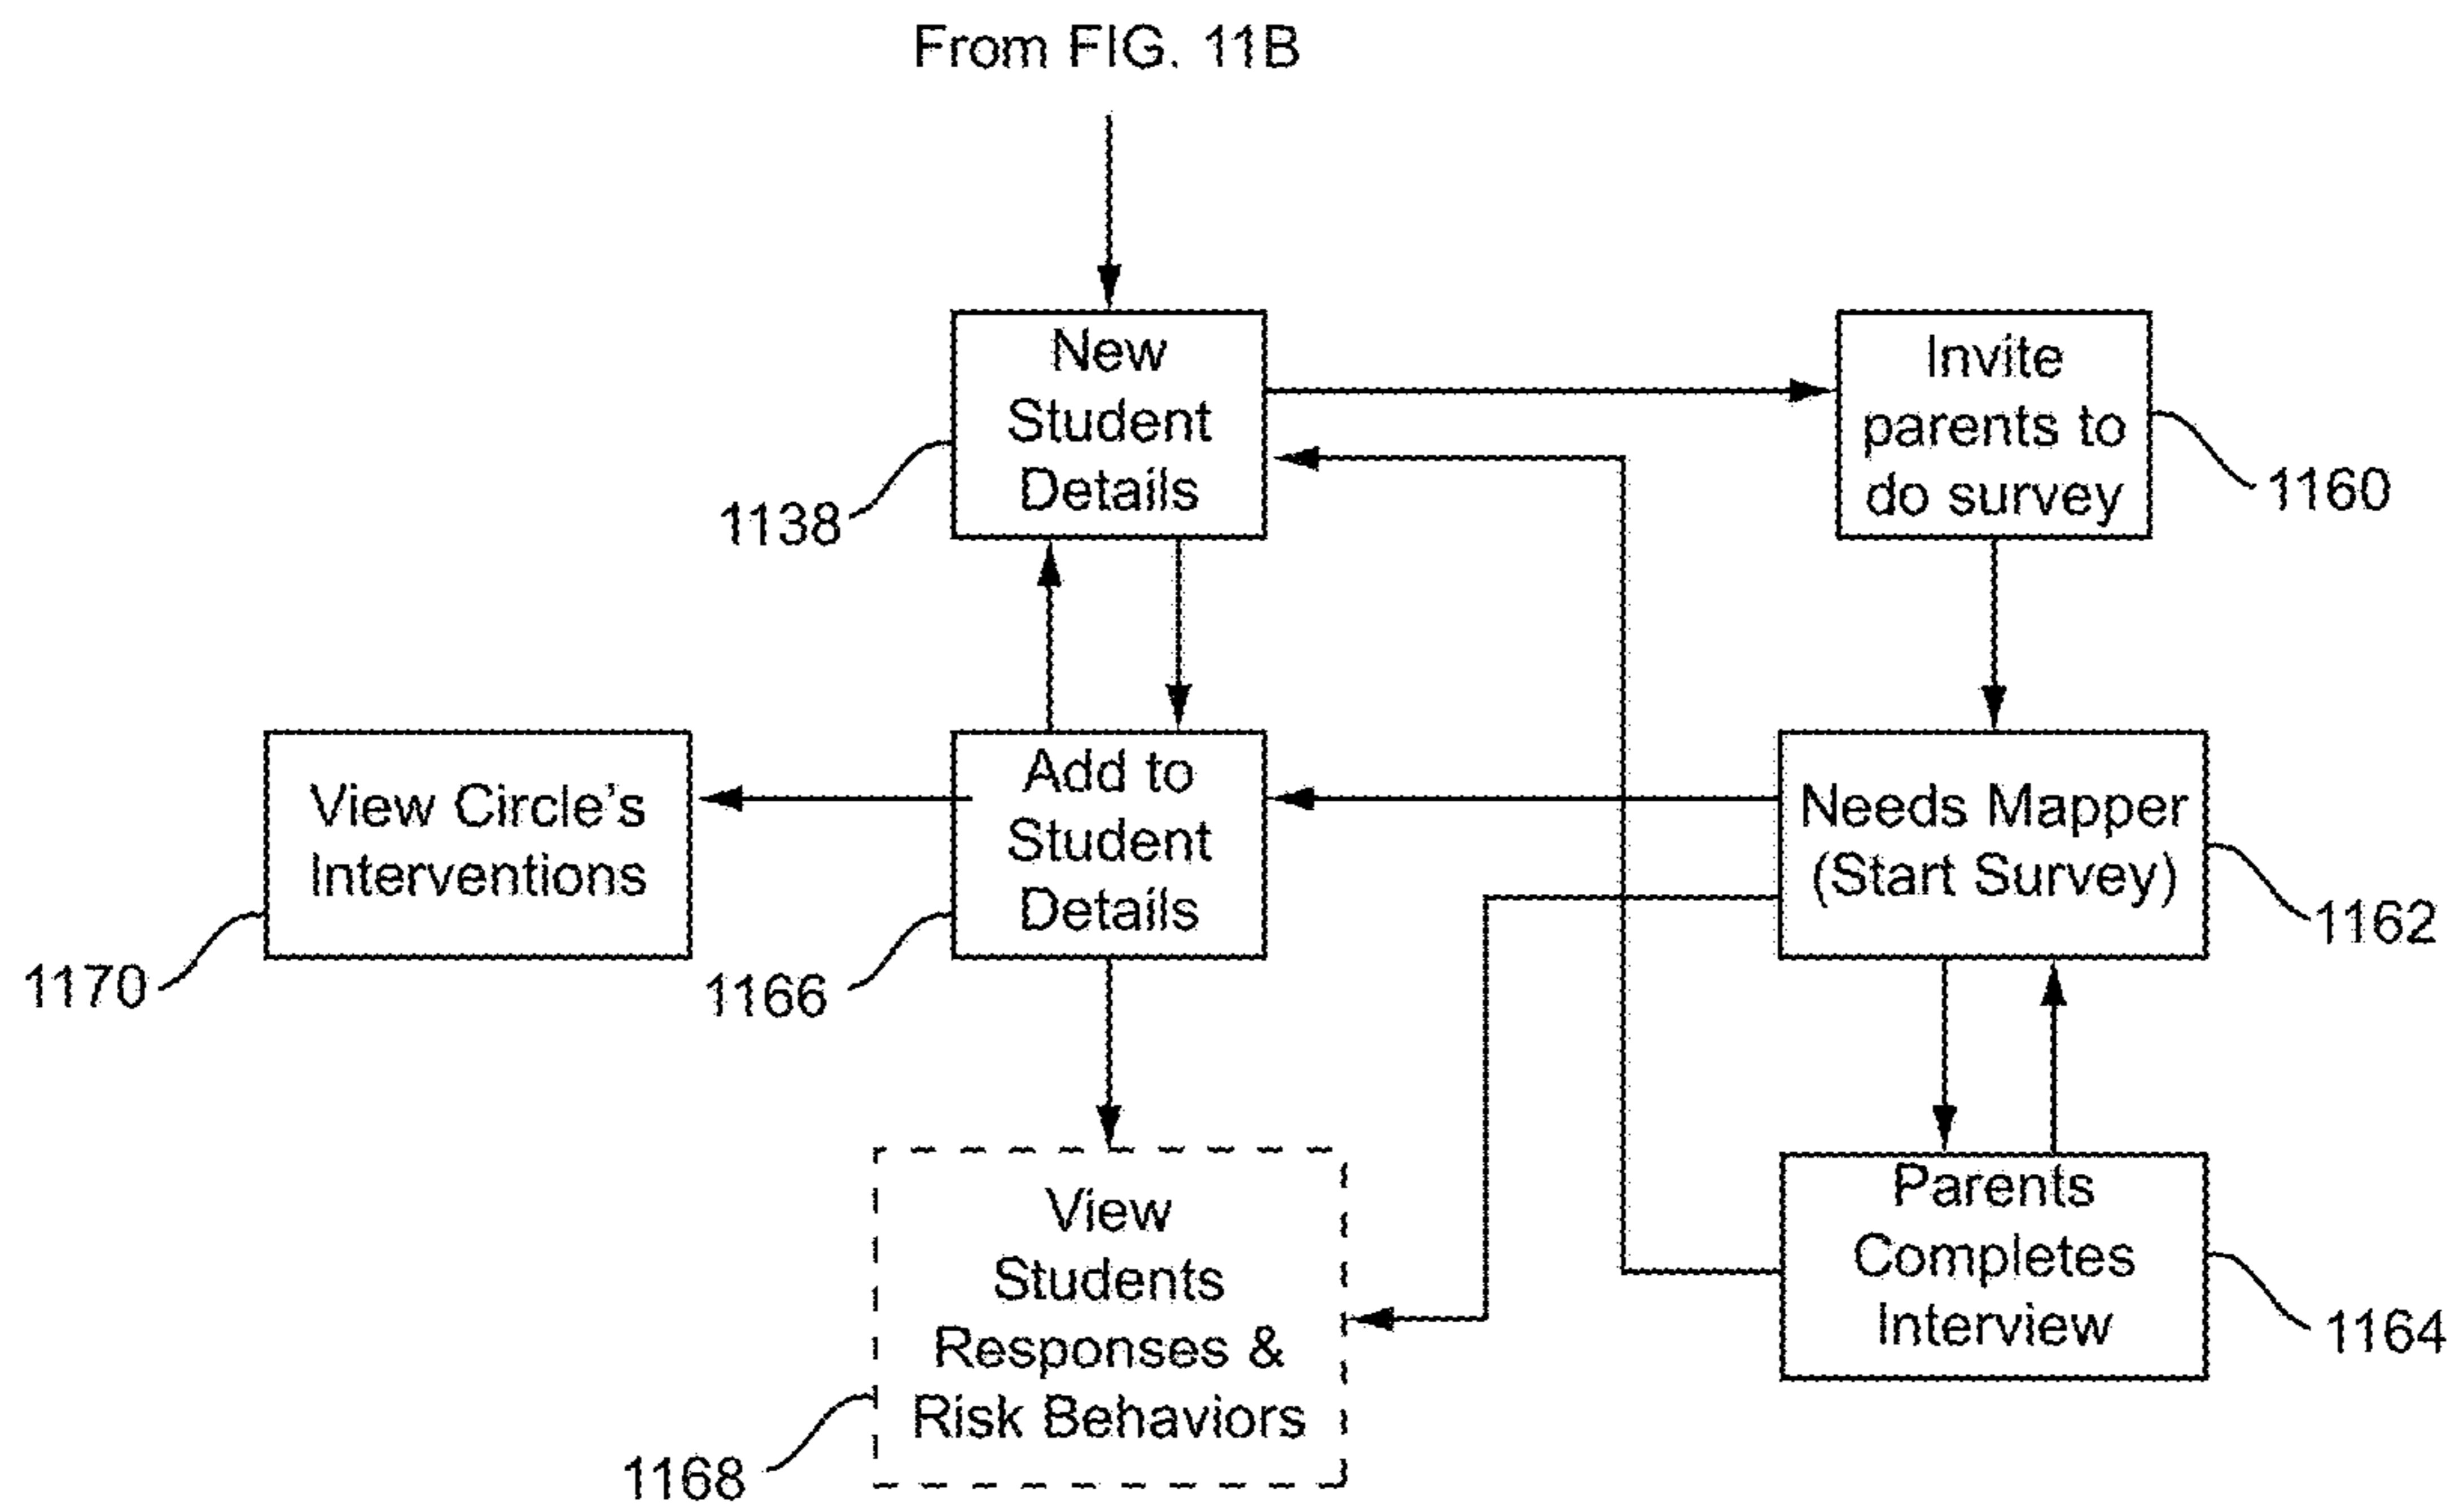 From FIG. 11B
New
Student
Details
1138
Invite
parents to
do survey
1160
View Circle's
Interventions
1170
Add to
Student
Details
1166
Needs Mapper
(Start Survey)
1162
View
Students
Responses &
Risk Behaviors
1168
Parents
Completes
Interview
1164